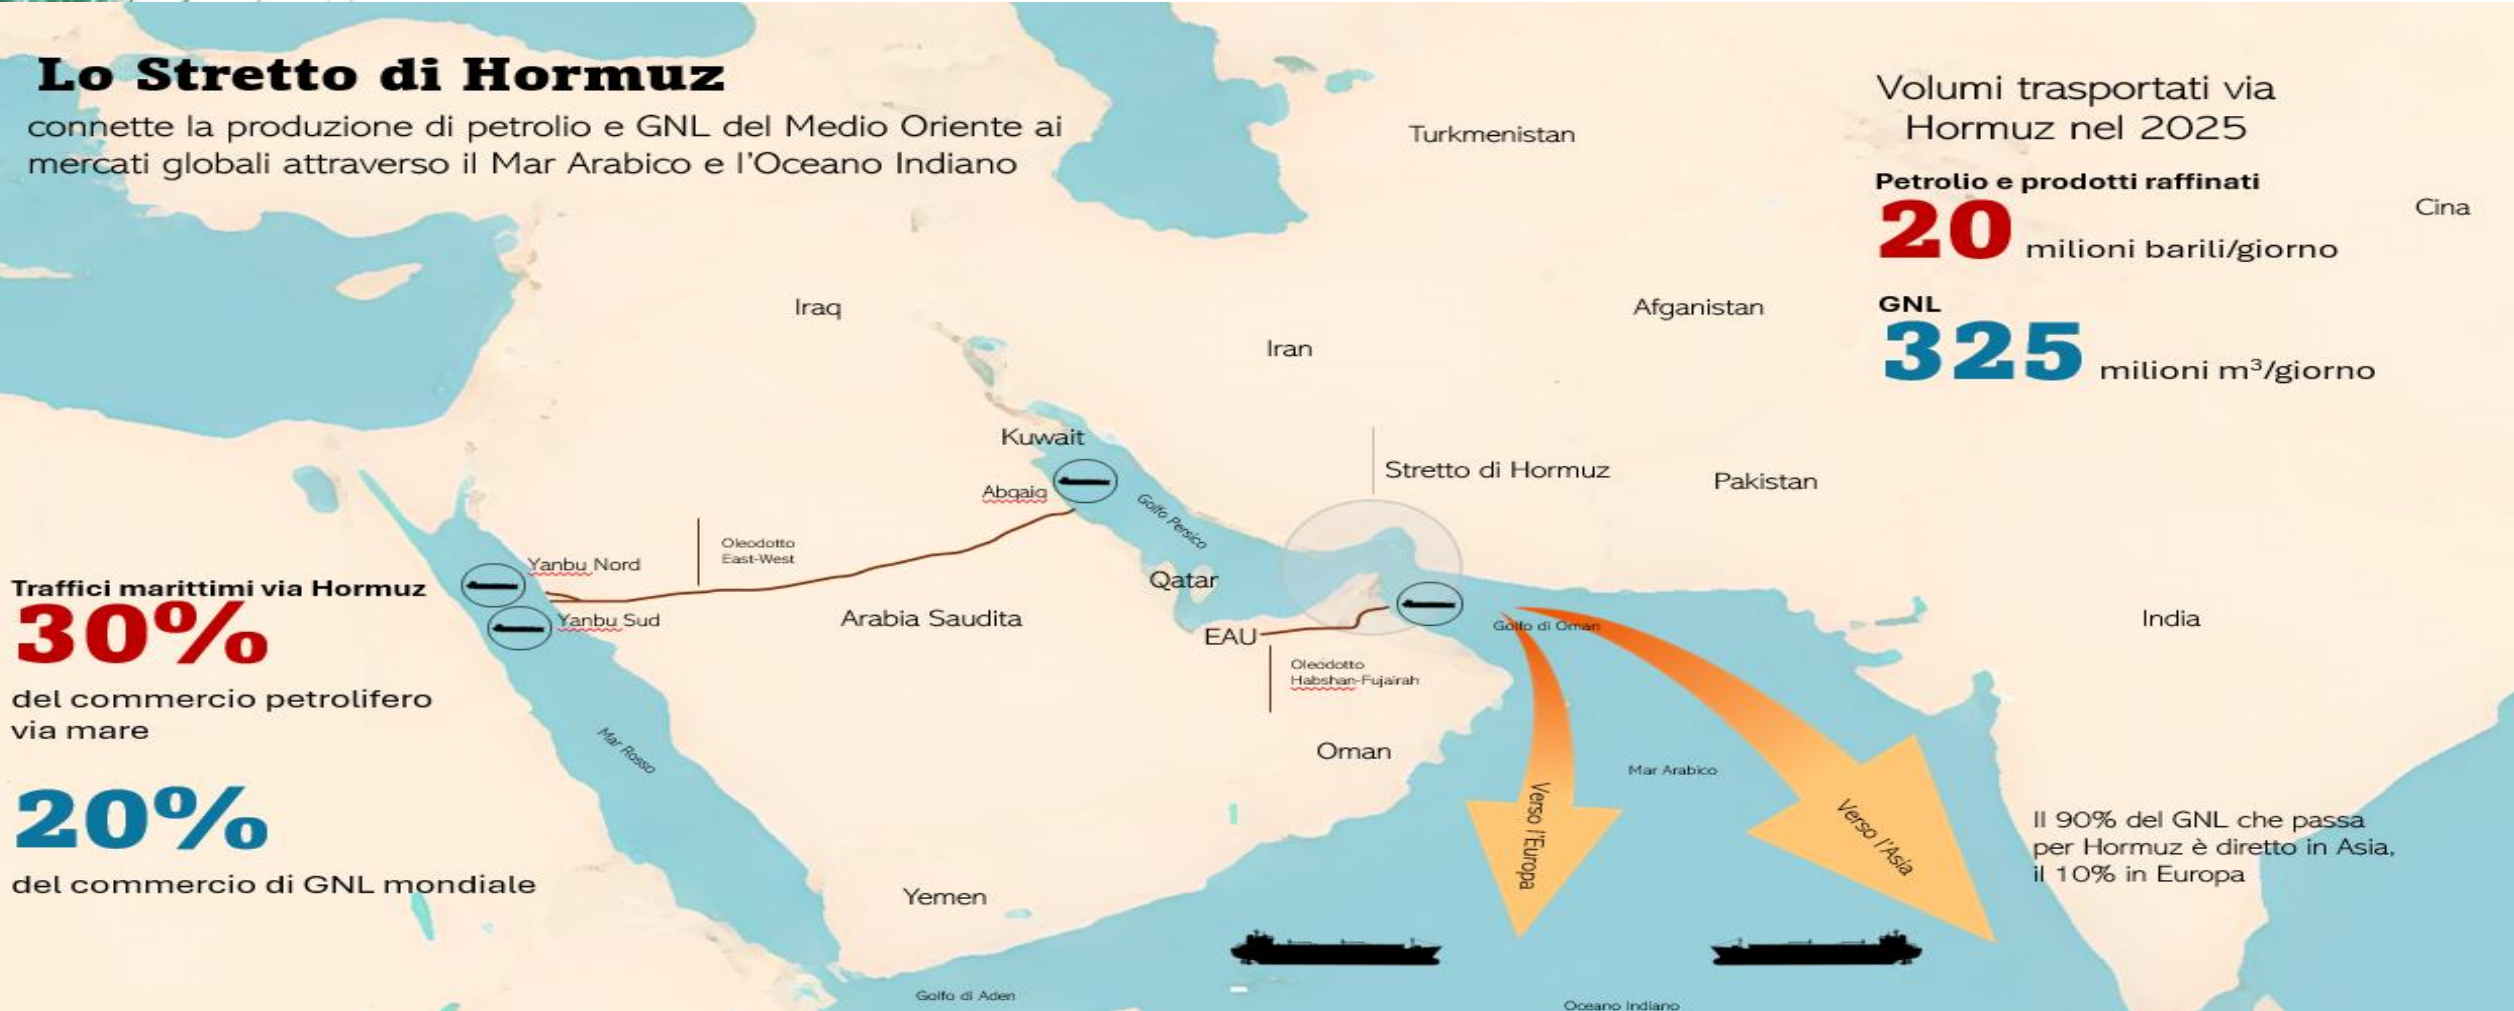 Lo Stretto di Hormuz
connette la produzione di petrolio e GNL del Medio Oriente ai
mercati globali attraverso il Mar Arabico e l'Oceano Indiano
Volumi trasportati via
Hormuz nel 2025
Petrolio e prodotti raffinati
20 milioni barili/giorno
GNL
325 milioni m³/giorno
Turkmenistan
Cina
Iraq
Iran
Afganistan
Kuwait
Abqaiq
Golfo Persico
Stretto di Hormuz
Pakistan
Oleodotto
East-West
Yanbu Nord
Yanbu Sud
Arabia Saudita
Qatar
EAU
Oleodotto
Habshan-Fujairah
Golfo di Oman
India
Traffici marittimi via Hormuz
30%
del commercio petrolifero
via mare
20%
del commercio di GNL mondiale
Mar Rosso
Oman
Mar Arabico
Verso l'Europa
Verso l'Asia
Il 90% del GNL che passa
per Hormuz è diretto in Asia,
il 10% in Europa
Yemen
Golfo di Aden
Oceano Indiano